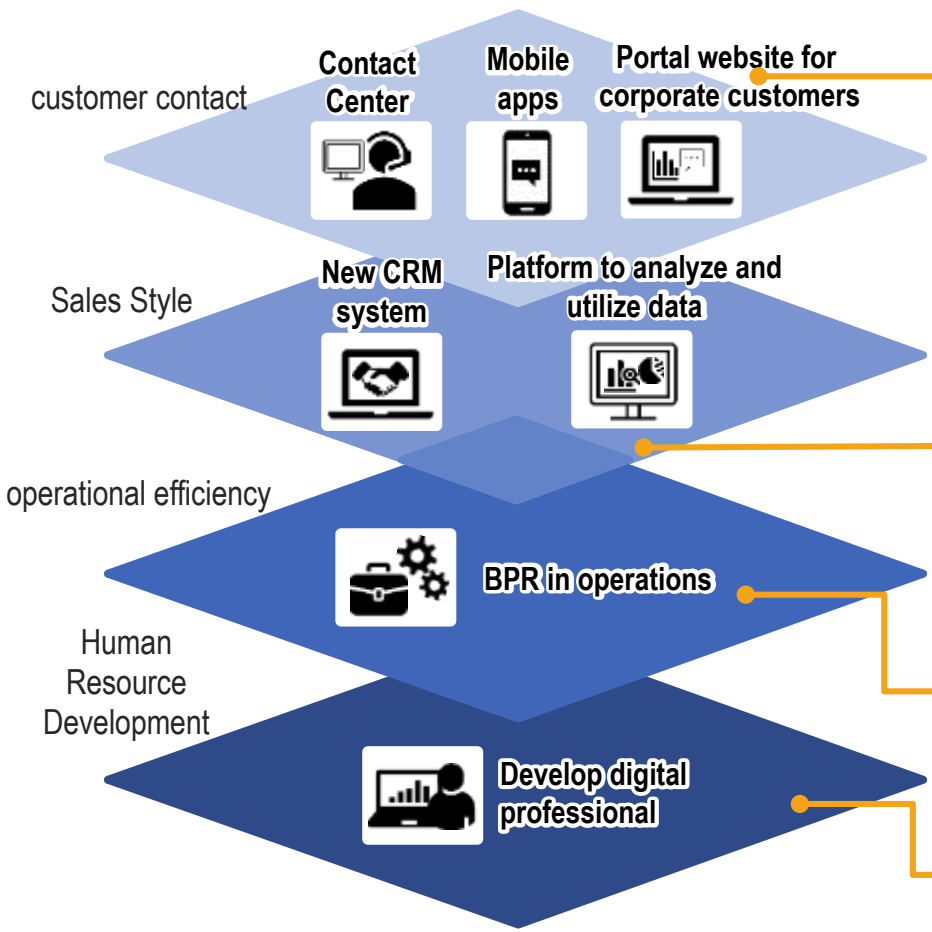 customer contact
Contact
Center
Mobile
apps
Portal website for
corporate customers
Sales Style
New CRM
system
Platform to analyze and
utilize data
operational efficiency
BPR in operations
Human
Resource
Development
Develop digital
professional